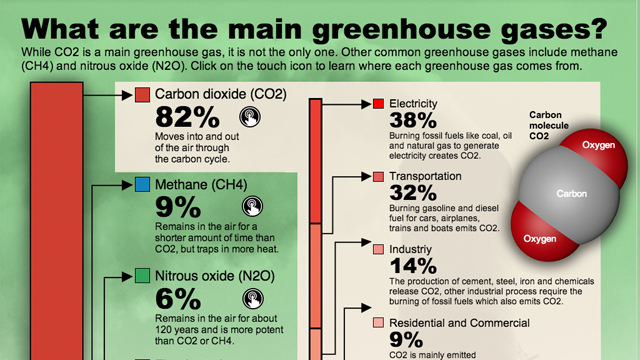 What are the main greenhouse gases?
While CO2 is a main greenhouse gas, it is not the only one. Other common greenhouse gases include methane
(CH4) and nitrous oxide (N2O). Click on the touch icon to learn where each greenhouse gas comes from.
Carbon dioxide (CO2)
82%
Moves into and out
of the air through
the carbon cycle.
Methane (CH4)
9%
Remains in the air for a
shorter amount of time than
CO2, but traps in more heat.
Nitrous oxide (N2O)
6%
Remains in the air for about
120 years and is more potent
than CO2 or CH4.
Electricity
38%
Burning fossil fuels like coal, oil
and natural gas to generate
electricity creates CO2.
Transportation
32%
Burning gasoline and diesel
fuel for cars, airplanes,
trains and boats emits CO2.
Industriy
14%
The production of cement, steel, iron and chemicals
release CO2, other industrial process require the
burning of fossil fuels which also emits CO2.
Residential and Commercial
9%
CO2 is mainly emitted
Carbon
molecule
CO2
Oxygen
Carbon
Oxygen